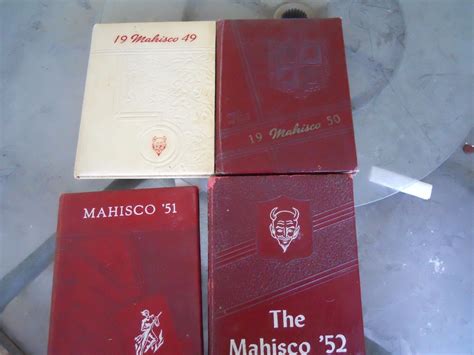 19 Mahisco 49
19 Mahisco 50
MAHISCO '51
The
Mahisco '52